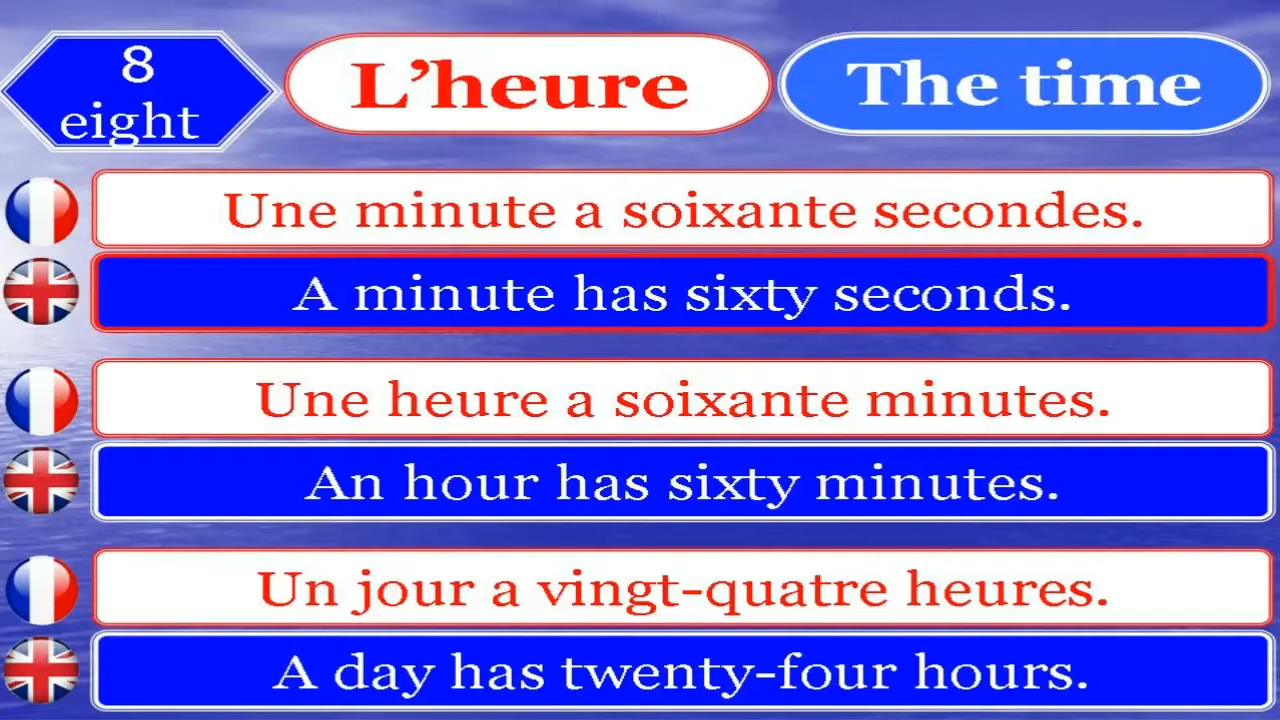 8
eight
L’heure
The time
Une minute a soixante secondes.
A minute has sixty seconds.
Une heure a soixante minutes.
An hour has sixty minutes.
Un jour a vingt-quatre heures.
A day has twenty-four hours.